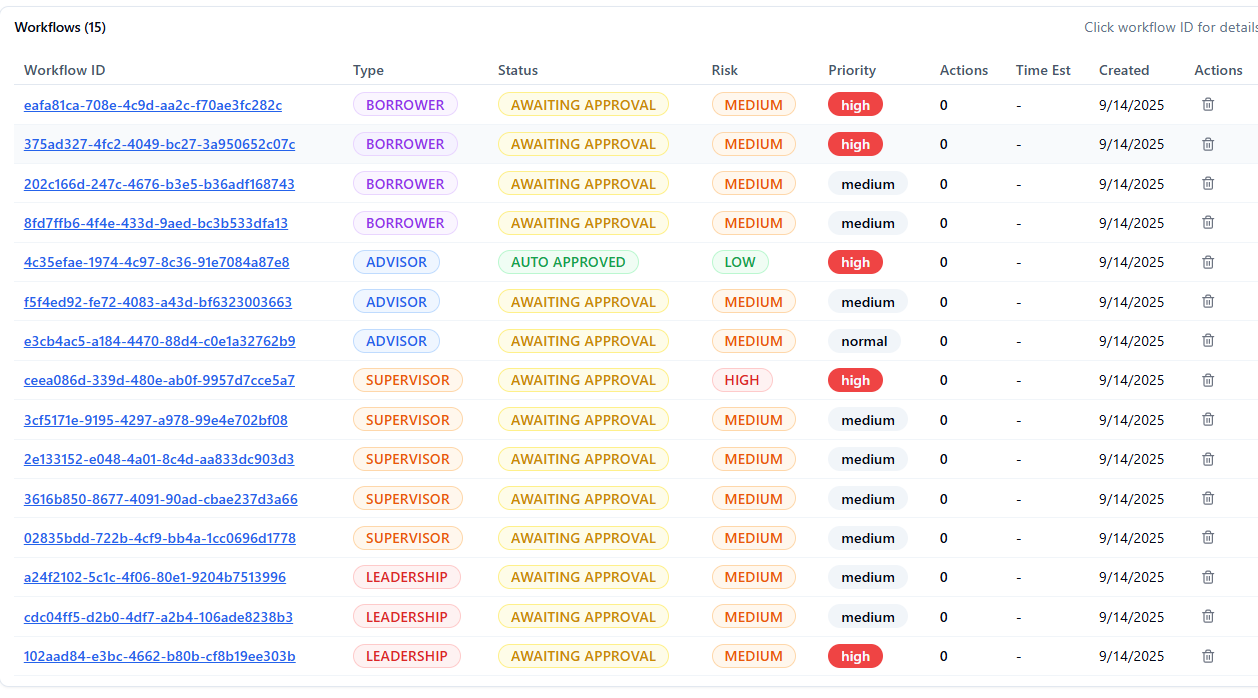 Workflows (15) Click workflow ID for details
Workflow ID Type Status Risk Priority Actions Time Est Created Actions
eafa81ca-708e-4c9d-aa2c-f70ae3fc282c BORROWER AWAITING APPROVAL MEDIUM high 0 - 9/14/2025
375ad327-4fc2-4049-bc27-3a950652c07c BORROWER AWAITING APPROVAL MEDIUM high 0 - 9/14/2025
202c166d-247c-4676-b3e5-b36adf168743 BORROWER AWAITING APPROVAL MEDIUM medium 0 - 9/14/2025
8fd7ffb6-4f4e-433d-9aed-bc3b533dfa13 BORROWER AWAITING APPROVAL MEDIUM medium 0 - 9/14/2025
4c35efae-1974-4c97-8c36-91e7084a87e8 ADVISOR AUTO APPROVED LOW high 0 - 9/14/2025
f5f4ed92-fe72-4083-a43d-bf6323003663 ADVISOR AWAITING APPROVAL MEDIUM medium 0 - 9/14/2025
e3cb4ac5-a184-4470-88d4-c0e1a32762b9 ADVISOR AWAITING APPROVAL MEDIUM normal 0 - 9/14/2025
ceea086d-339d-480e-ab0f-9957d7cce5a7 SUPERVISOR AWAITING APPROVAL HIGH high 0 - 9/14/2025
3cf5171e-9195-4297-a978-99e4e702bf08 SUPERVISOR AWAITING APPROVAL MEDIUM medium 0 - 9/14/2025
2e133152-e048-4a01-8c4d-aa833dc903d3 SUPERVISOR AWAITING APPROVAL MEDIUM medium 0 - 9/14/2025
3616b850-8677-4091-90ad-cbae237d3a66 SUPERVISOR AWAITING APPROVAL MEDIUM medium 0 - 9/14/2025
02835bdd-722b-4cf9-bb4a-1cc0696d1778 SUPERVISOR AWAITING APPROVAL MEDIUM medium 0 - 9/14/2025
a24f2102-5c1c-4f06-80e1-9204b7513996 LEADERSHIP AWAITING APPROVAL MEDIUM medium 0 - 9/14/2025
cdc04ff5-d2b0-4df7-a2b4-106ade8238b3 LEADERSHIP AWAITING APPROVAL MEDIUM medium 0 - 9/14/2025
102aad84-e3bc-4662-b80b-cf8b19ee303b LEADERSHIP AWAITING APPROVAL MEDIUM high 0 - 9/14/2025